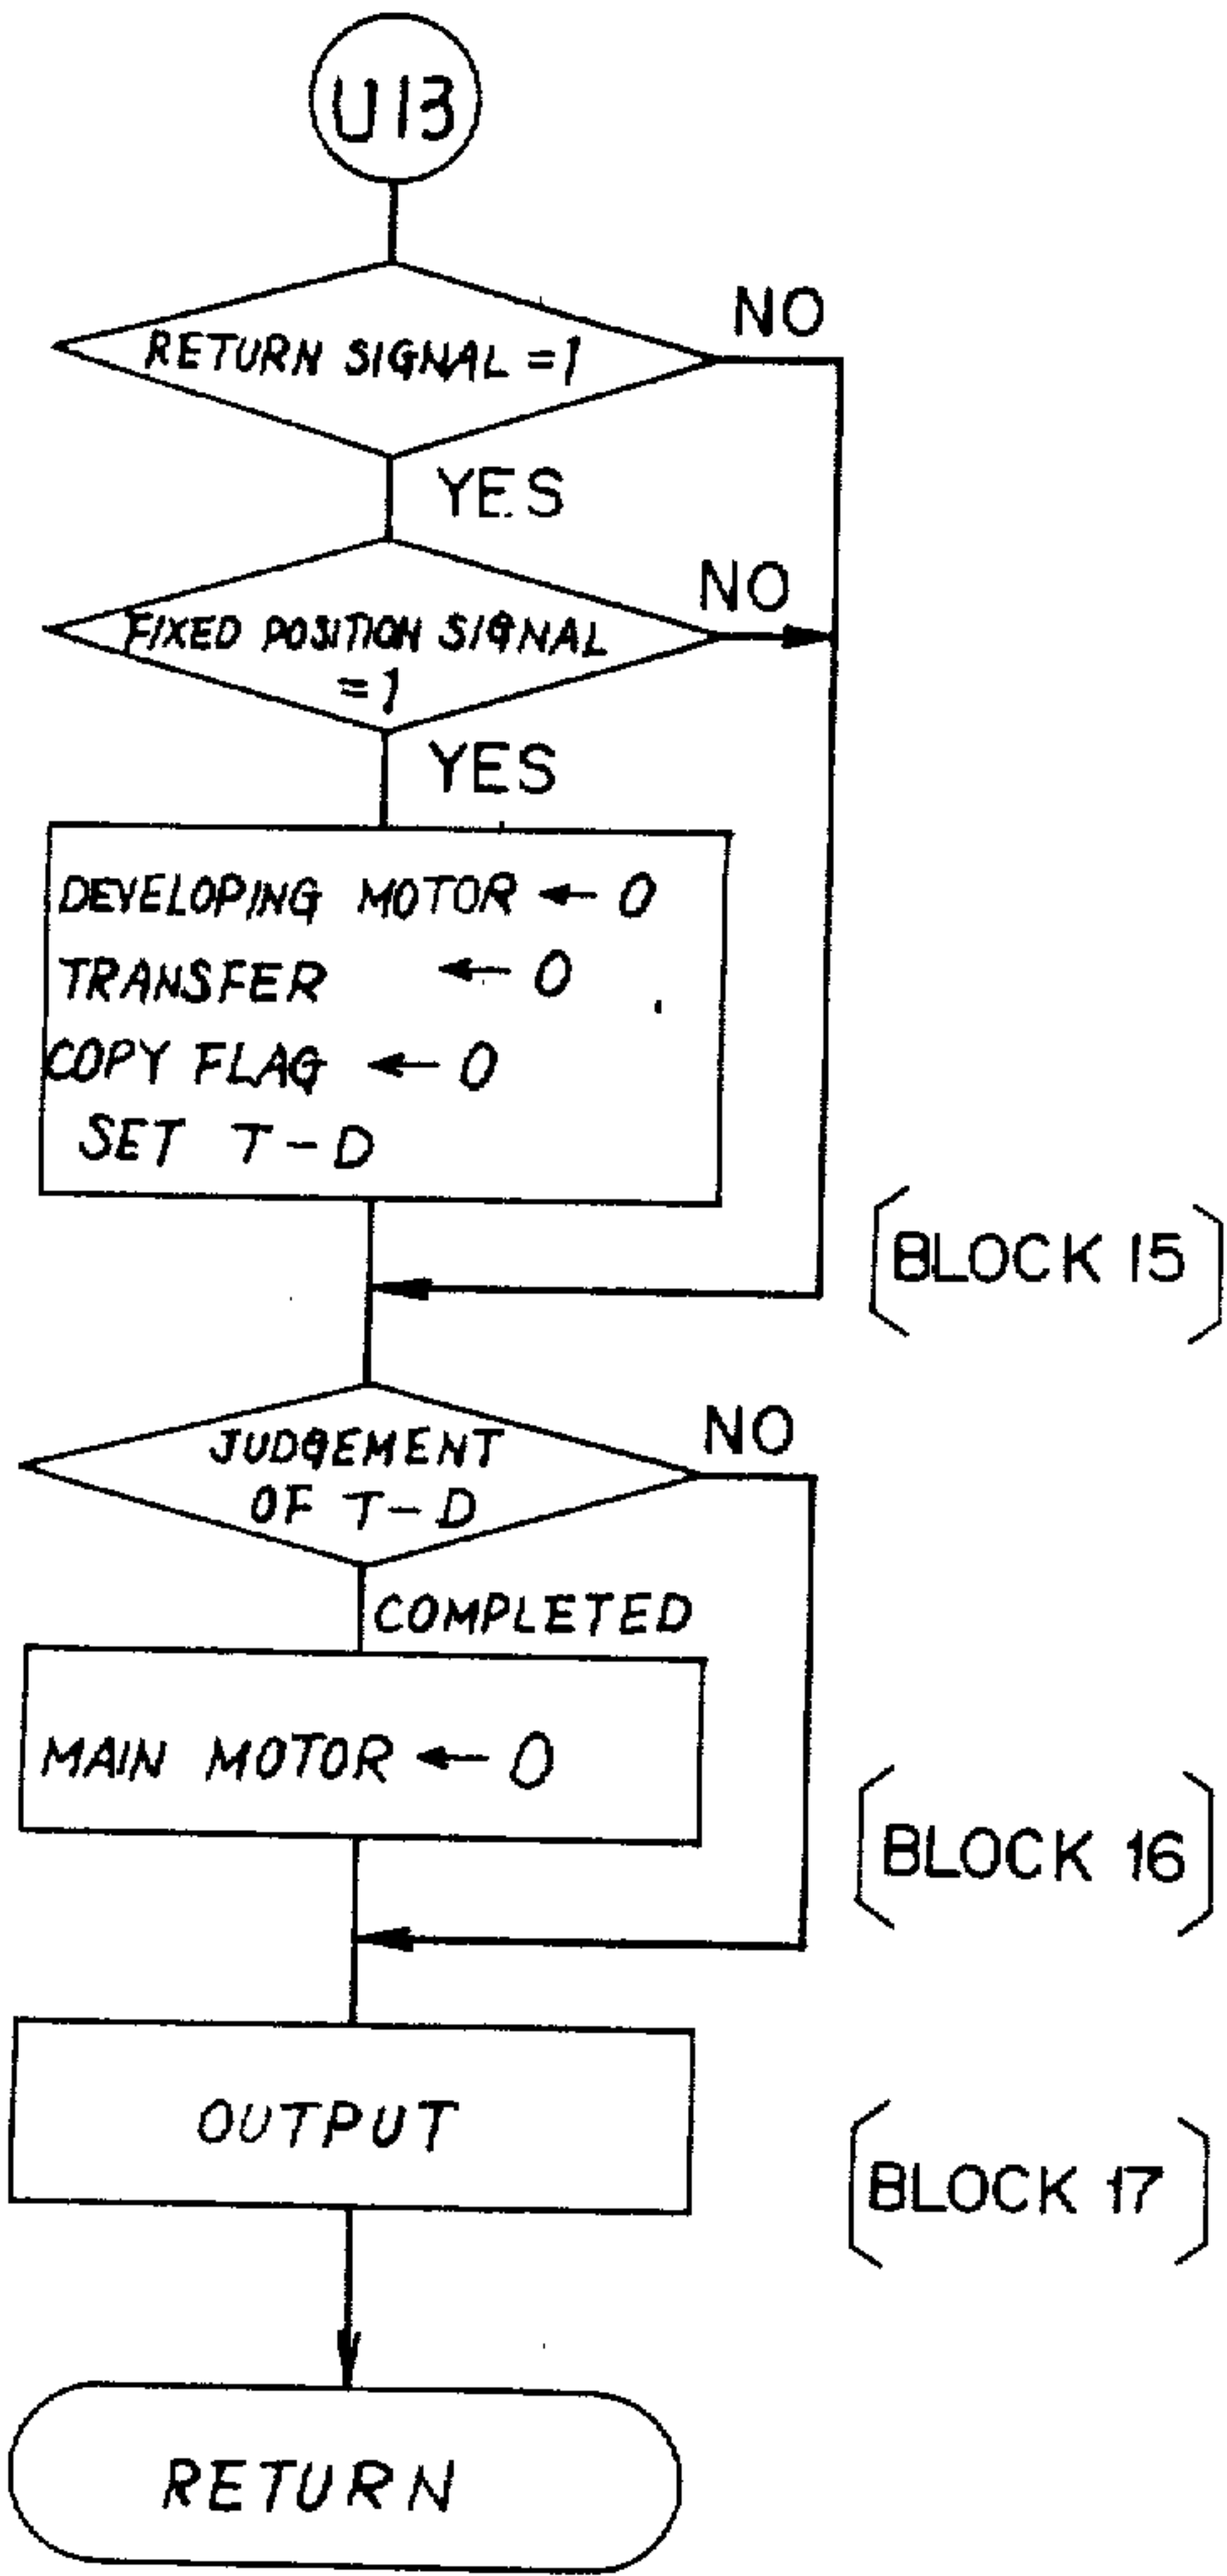 U13
RETURN SIGNAL =1
NO
YES
FIXED POSITION SIGNAL
=1
NO
YES
DEVELOPING MOTOR ← 0
TRANSFER ← 0
COPY FLAG ← 0
SET T-D
[BLOCK 15]
JUDGEMENT
OF T-D
NO
COMPLETED
MAIN MOTOR ← 0
[BLOCK 16]
OUTPUT
[BLOCK 17]
RETURN